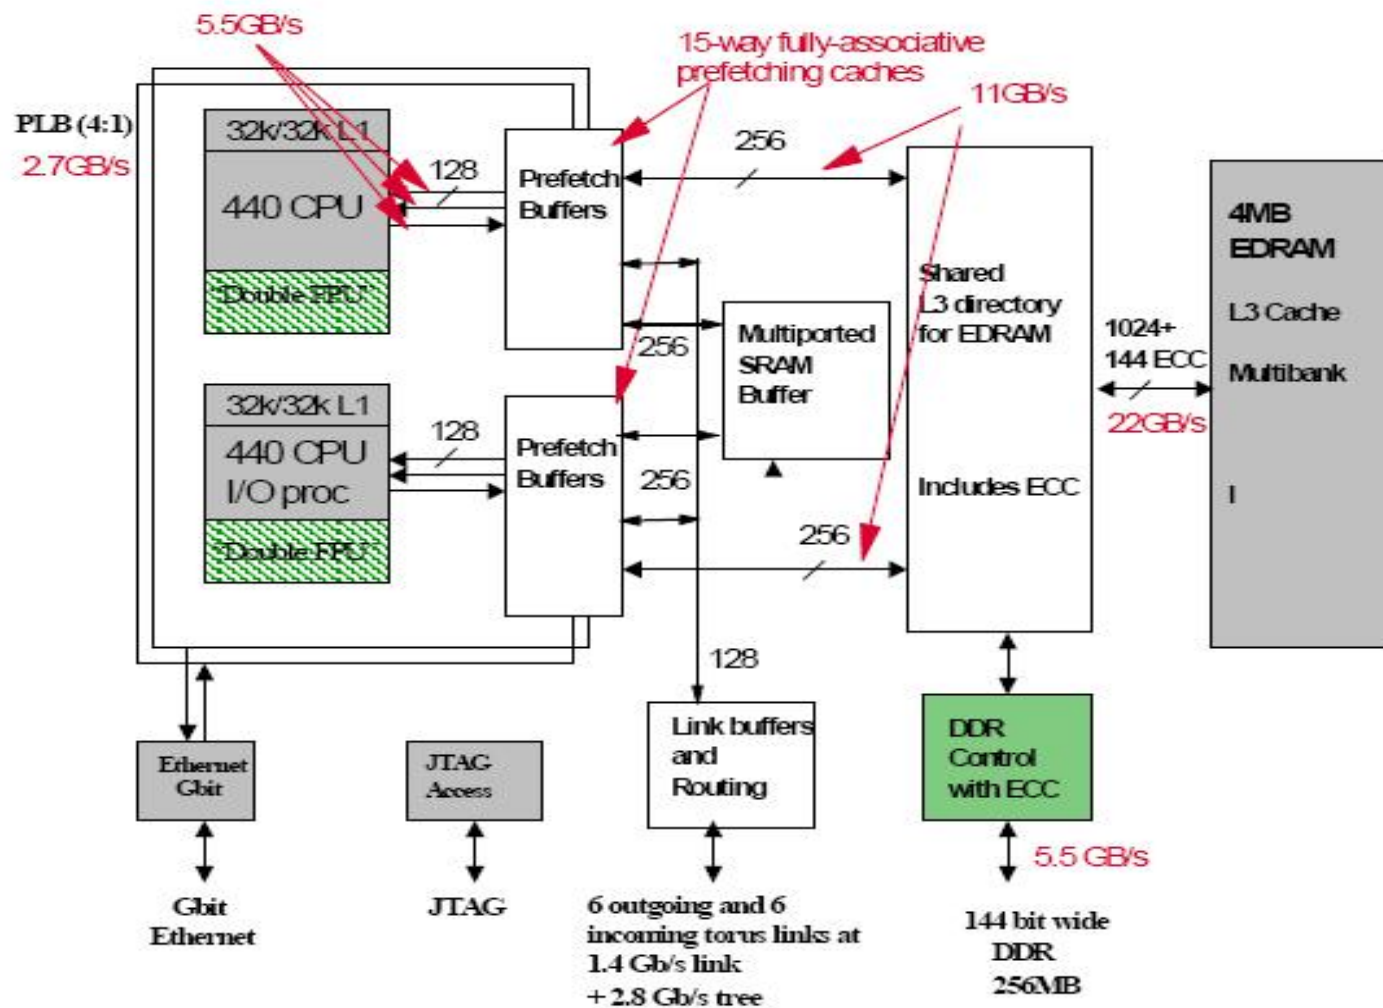 5.5GB/s
15-way fully-associative
prefetching caches
11GB/s
PLB (4:1)
2.7GB/s
32k/32k L1
440 CPU
"Double FPU"
128
Prefetch
Buffers
256
256
Multiported
SRAM
Buffer
Shared
L3 directory
for EDRAM
Includes ECC
1024+
144 ECC
22GB/s
4MB
EDRAM
L3 Cache
Multibank
I
32k/32k L1
440 CPU
I/O proc
"Double FPU"
128
Prefetch
Buffers
256
256
128
Ethernet
Gbit
JTAG
Access
Link buffers
and
Routing
DDR
Control
with ECC
5.5 GB/s
Gbit
Ethernet
JTAG
6 outgoing and 6
incoming torus links at
1.4 Gb/s link
+ 2.8 Gb/s tree
144 bit wide
DDR
256MB